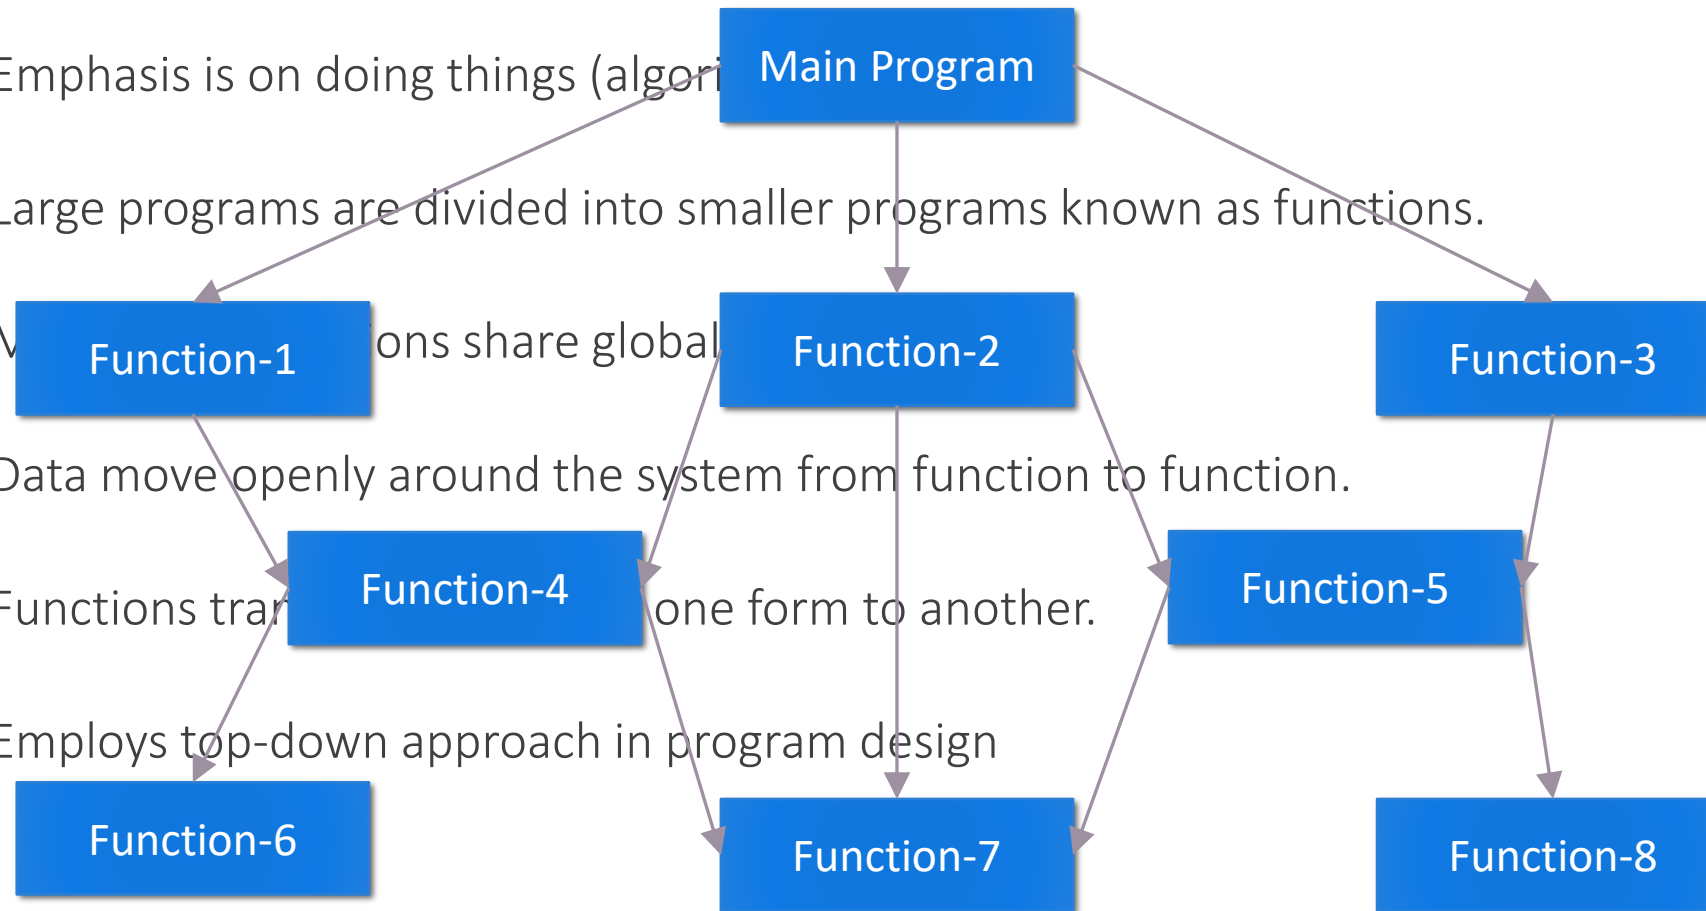 Main Program
Emphasis is on doing things (algori
Large programs are divided into smaller programs known as functions.
Function-1
Function-2
Function-3
ons share global
Data move openly around the system from function to function.
Function-4
Function-5
Functions tran one form to another.
Employs top-down approach in program design
Function-6
Function-7
Function-8